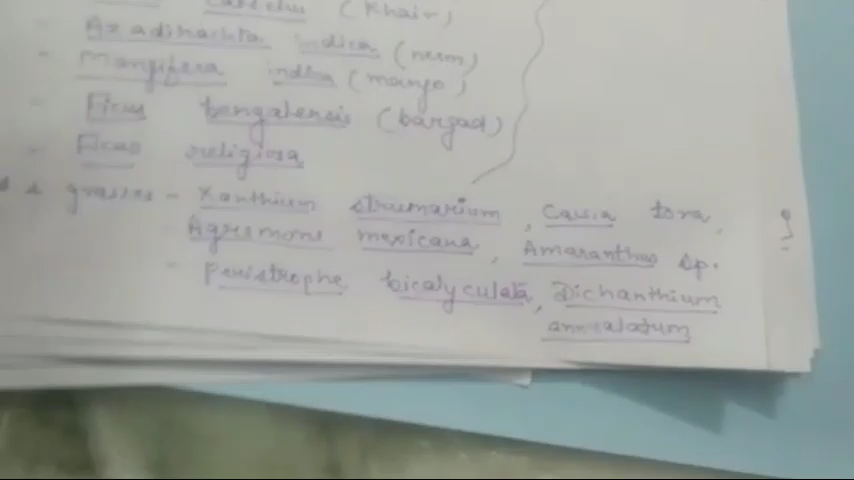 Catechu (Khair)
- Azadirachta indica (neem)
- Mangifera indica (mango)
- Ficus bengalensis (bargad)
- Ficus religiosa
& grasses - Xanthium strumarium, Cassia tora,
- Agremone mexicana, Amaranthus sp.
- Peristrophe bicalyculata, Dichanthium
annulatum